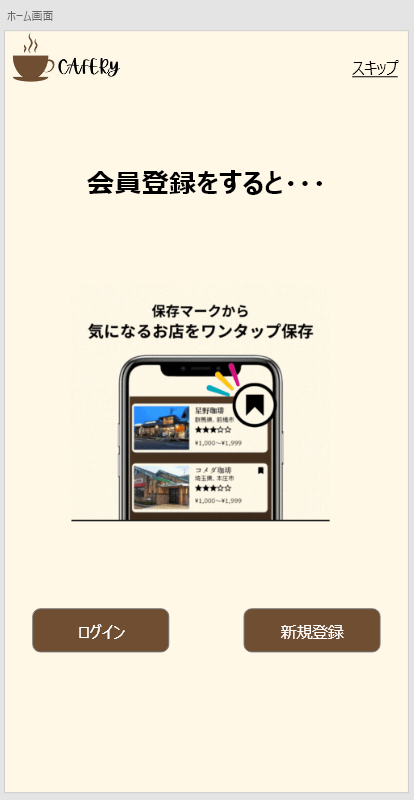 ホーム画面
CAFERY
スキップ
会員登録をすると・・・
保存マークから
気になるお店をワンタップ保存
星野珈琲
群馬県、前橋市
★★★☆☆
¥1,000～¥1,999
コメダ珈琲
埼玉県、本庄市
★★★☆☆
¥1,000～¥1,999
ログイン
新規登録